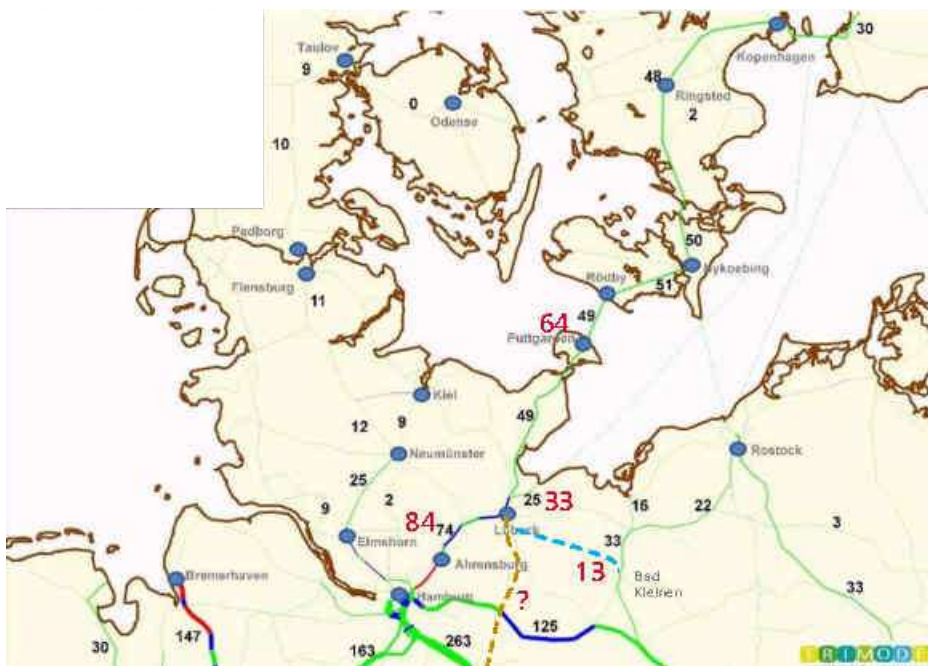 30
Taulov
Kopenhagen
9
48
Ringsted
0
Odense
2
10
Padborg
50
Nykoebing
Flensburg
Rödby
51
11
49
64
Puttgarden
Kiel
49
12
9
Neumünster
Rostock
25
2
25
33
16
22
9
84
74
Lübeck
3
Elmshorn
33
Ahrensburg
13
Bad
Kleinen
Bremerhaven
33
Hamburg
?
125
147
30
163
263
TRIMODE